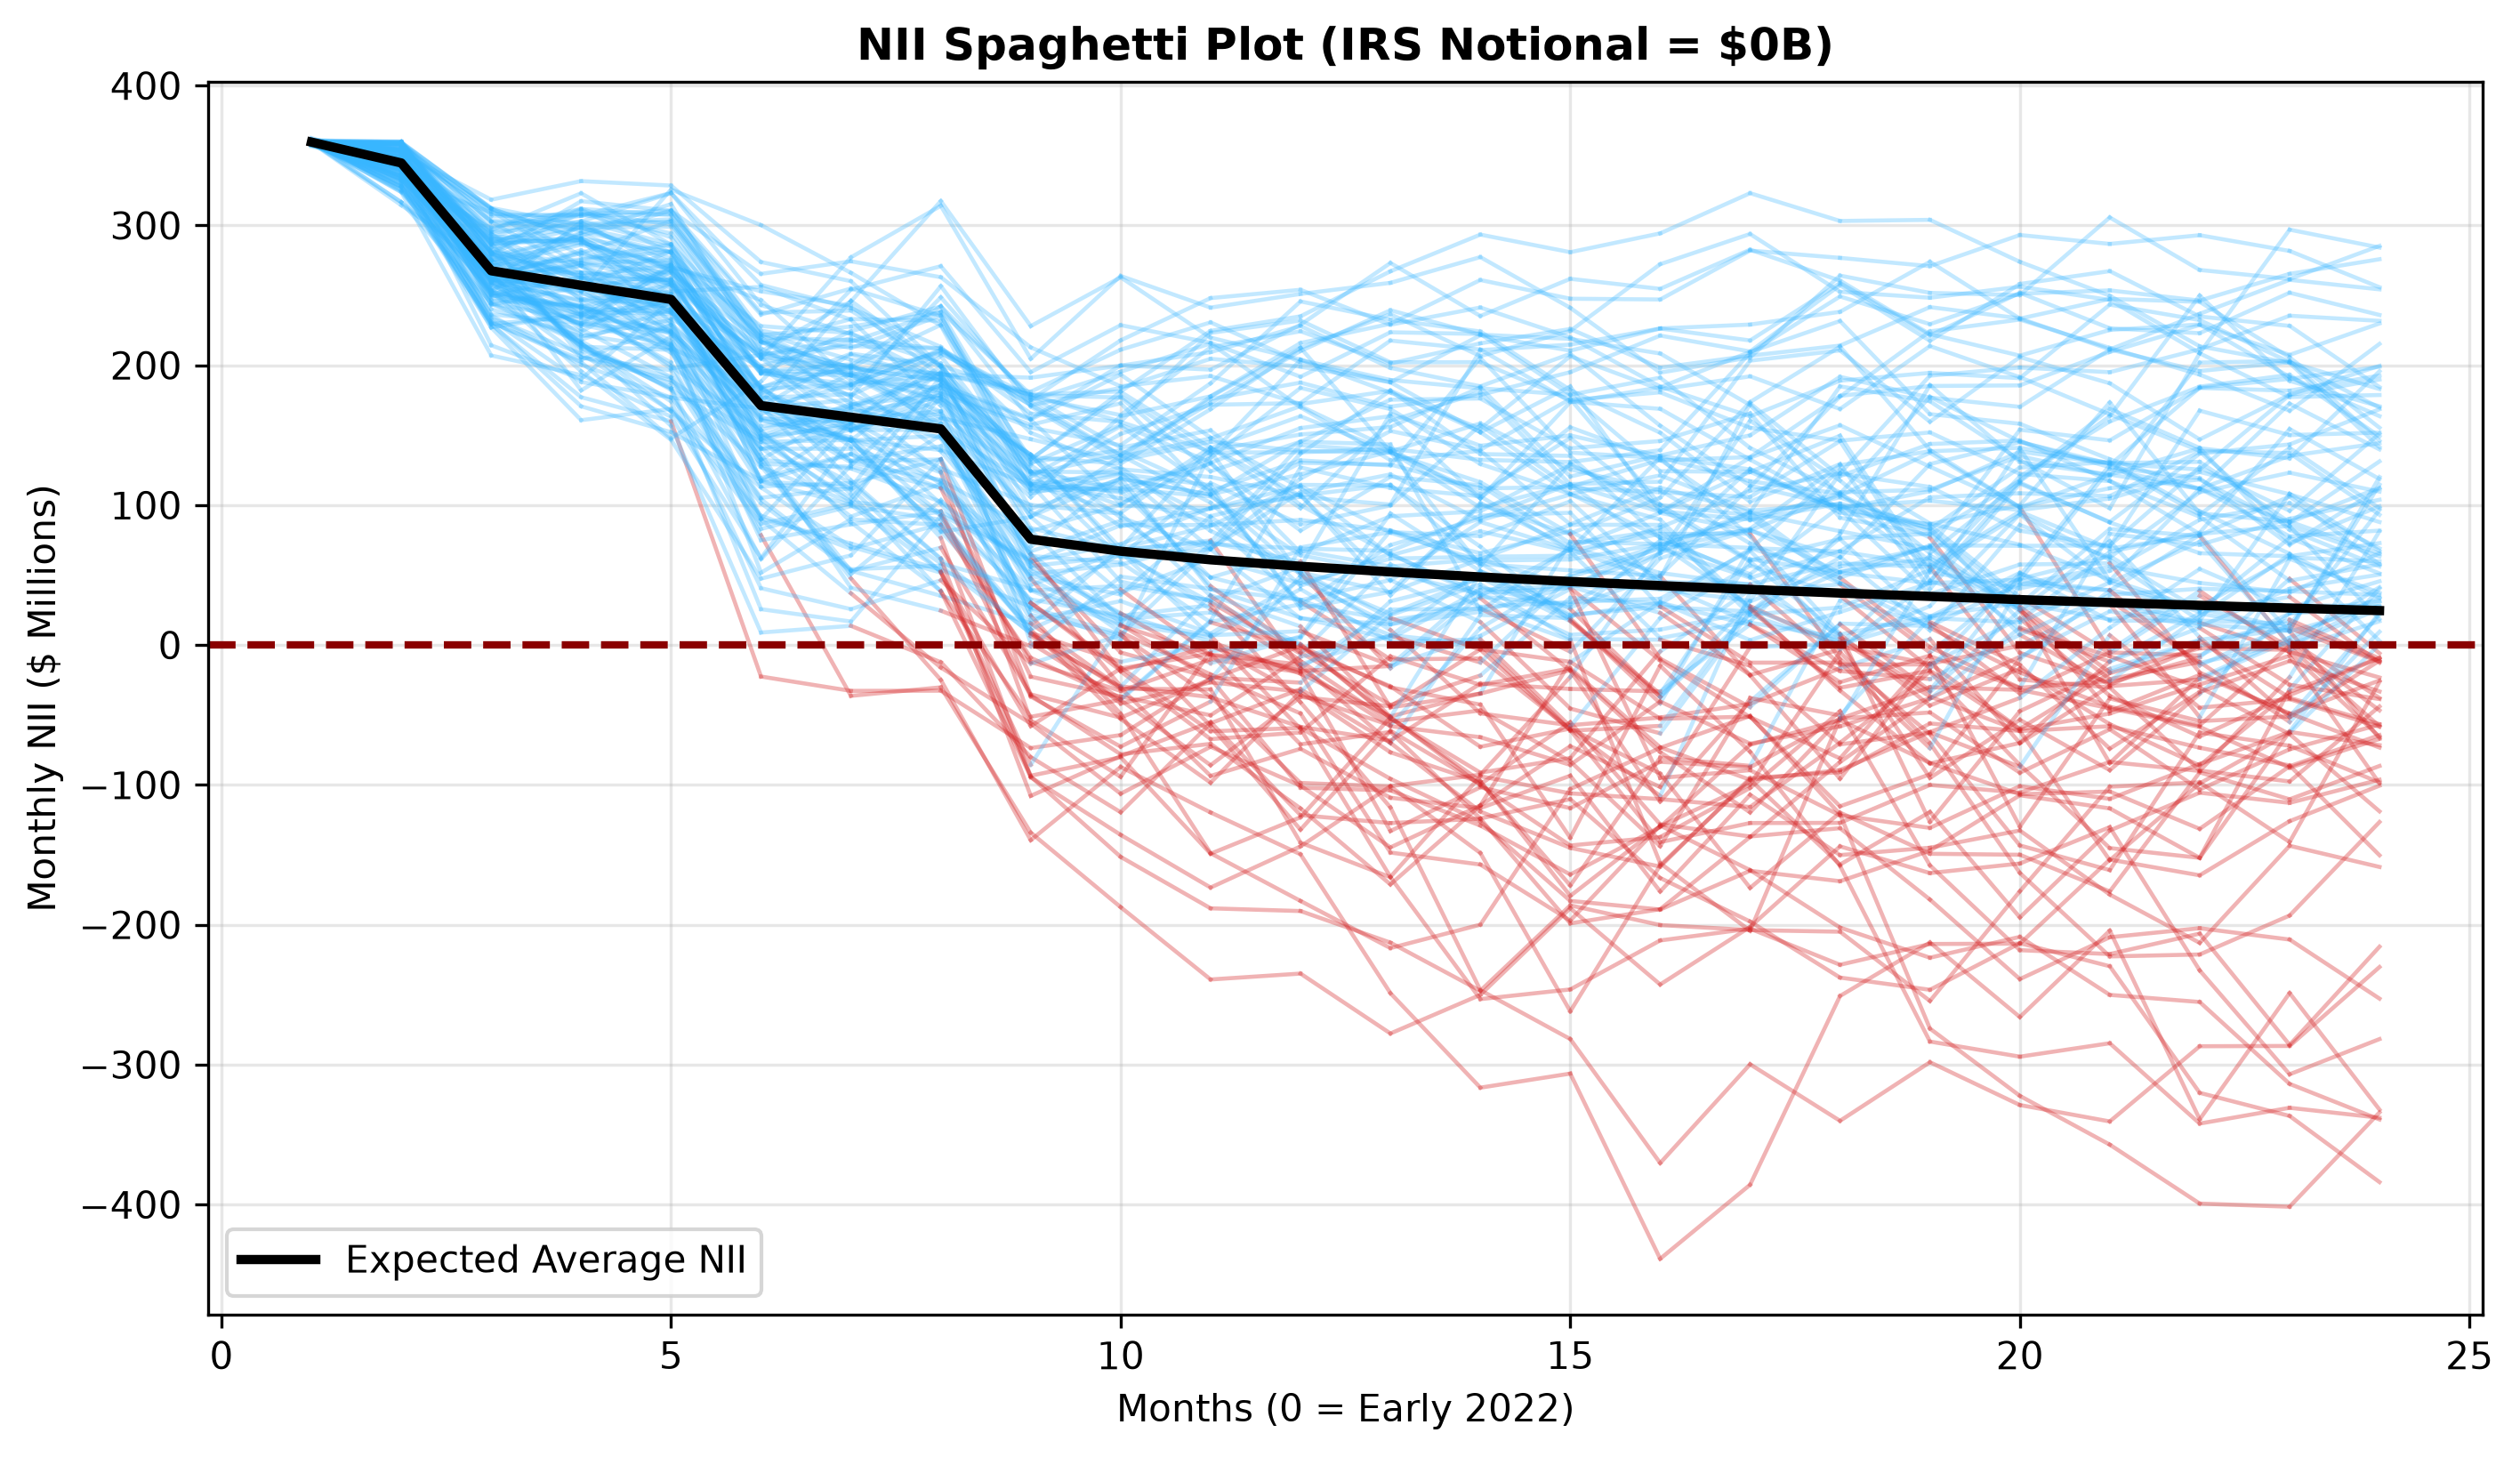 NII Spaghetti Plot (IRS Notional = $0B)
400
300
200
100
0
−100
−200
−300
−400
Monthly NII ($ Millions)
Expected Average NII
0 5 10 15 20 25
Months (0 = Early 2022)